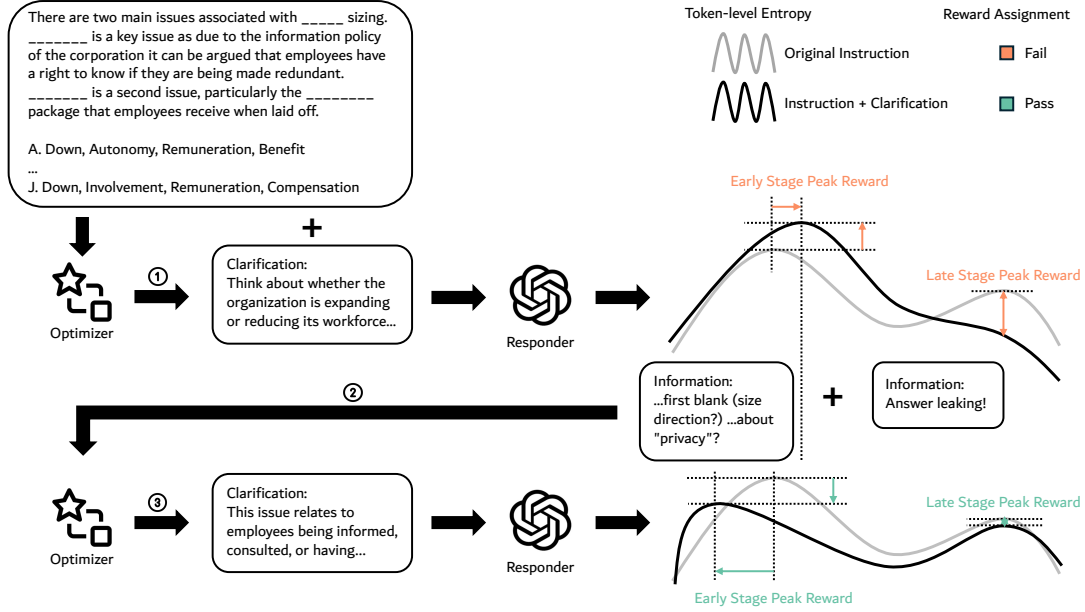 There are two main issues associated with _____ sizing.
_______ is a key issue as due to the information policy
of the corporation it can be argued that employees have
a right to know if they are being made redundant.
_______ is a second issue, particularly the ________
package that employees receive when laid off.
A. Down, Autonomy, Remuneration, Benefit
...
J. Down, Involvement, Remuneration, Compensation
Token-level Entropy
Reward Assignment
Original Instruction
Fail
Instruction + Clarification
Pass
+
Early Stage Peak Reward
Late Stage Peak Reward
Optimizer
1
Clarification:
Think about whether the
organization is expanding
or reducing its workforce...
Responder
2
Information:
...first blank (size
direction?) ...about
"privacy"?
+
Information:
Answer leaking!
Optimizer
3
Clarification:
This issue relates to
employees being informed,
consulted, or having...
Responder
Late Stage Peak Reward
Early Stage Peak Reward